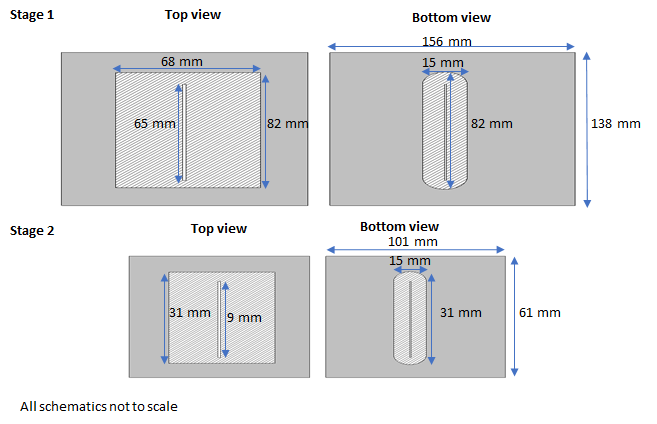 Stage 1
Top view
Bottom view
156 mm
68 mm
15 mm
65 mm
82 mm
82 mm
138 mm
Stage 2
Top view
Bottom view
101 mm
15 mm
31 mm
9 mm
31 mm
61 mm
All schematics not to scale